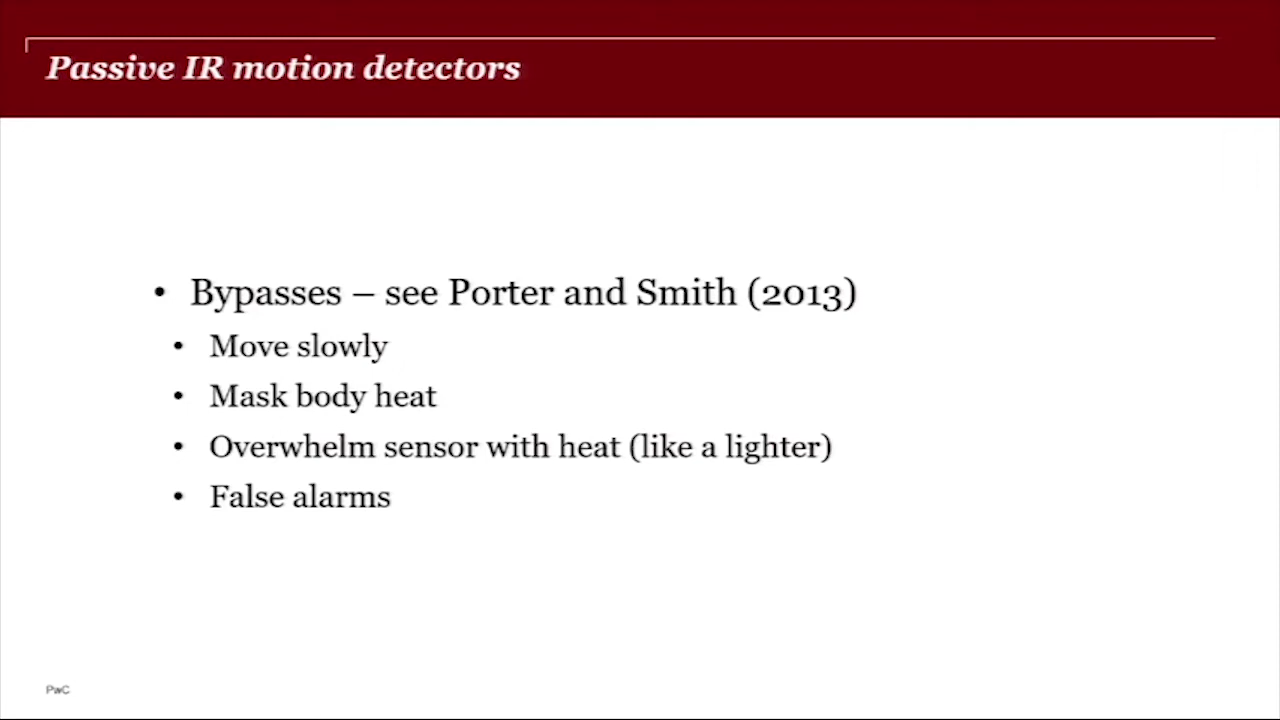 Passive IR motion detectors
• Bypasses – see Porter and Smith (2013)
• Move slowly
• Mask body heat
• Overwhelm sensor with heat (like a lighter)
• False alarms
PwC